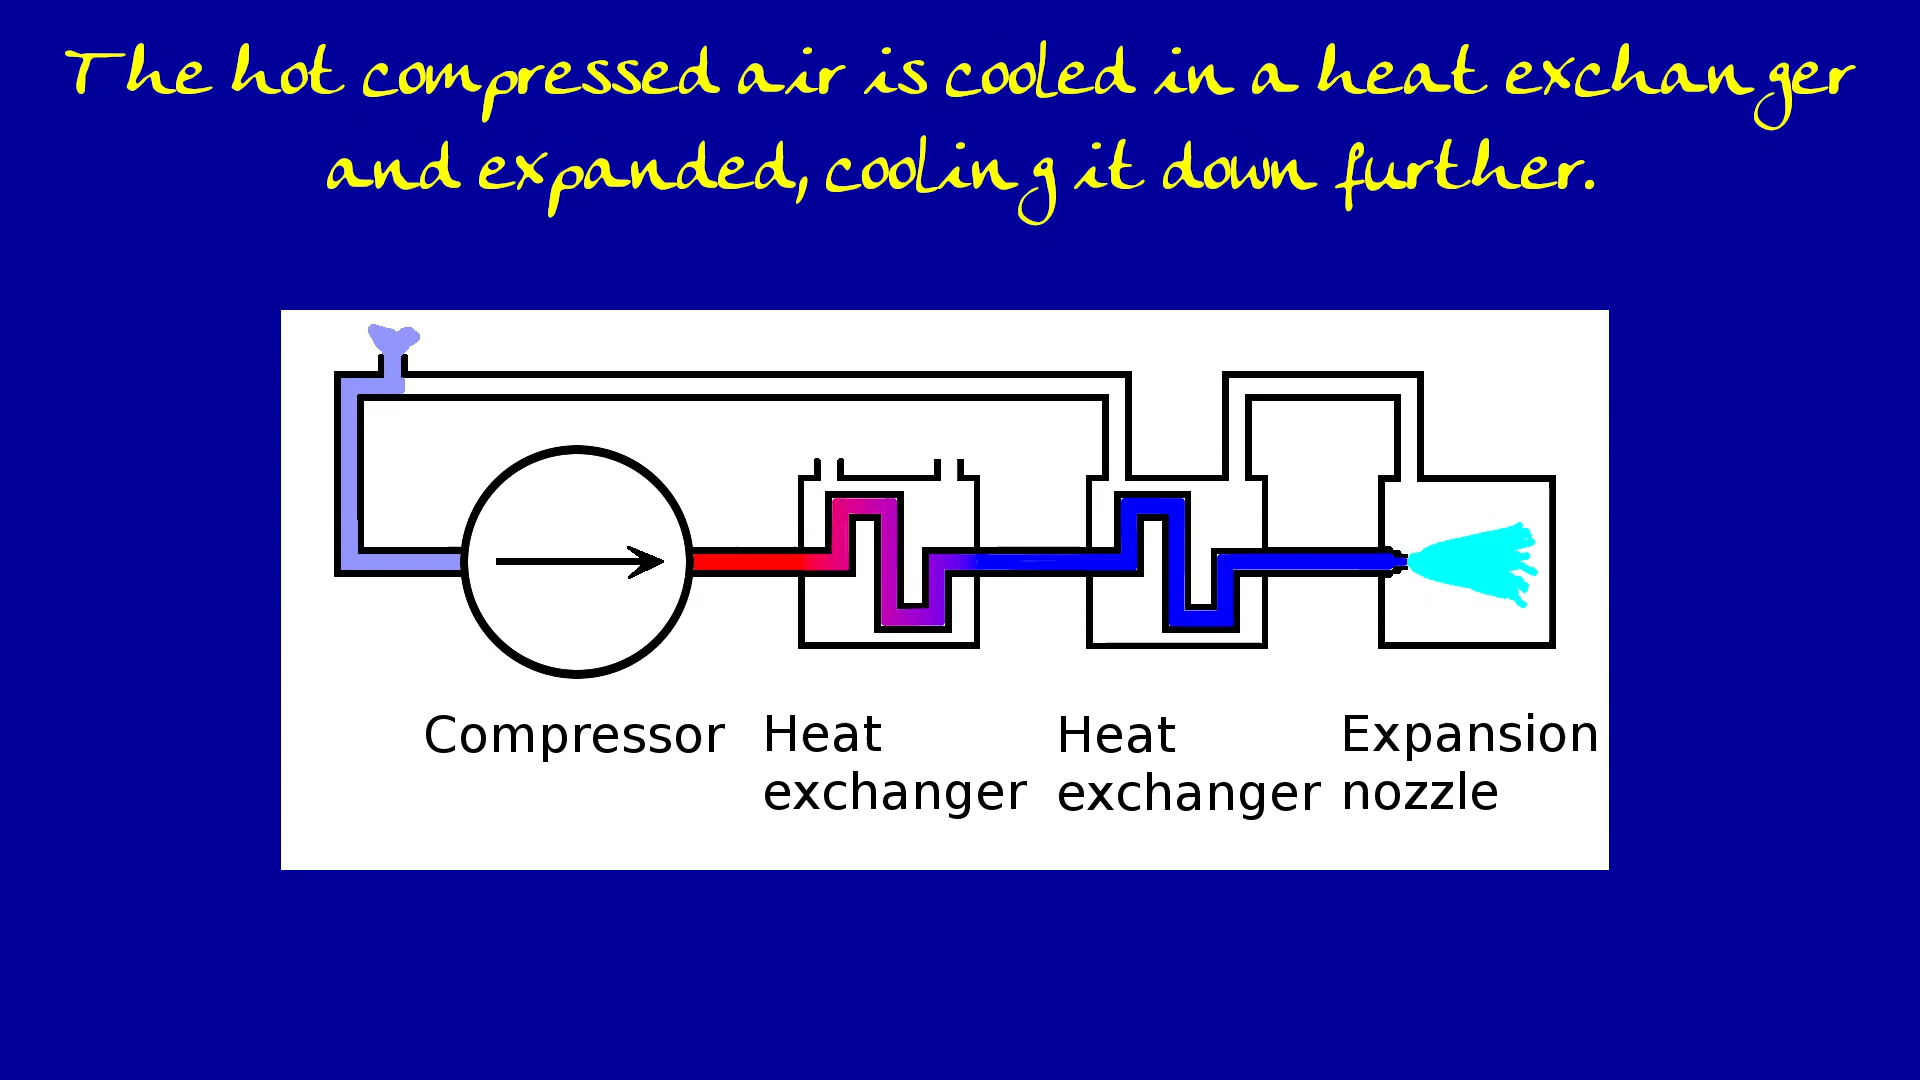 The hot compressed air is cooled in a heat exchanger
and expanded, cooling it down further.
Compressor
Heat
exchanger
Heat
exchanger
Expansion
nozzle